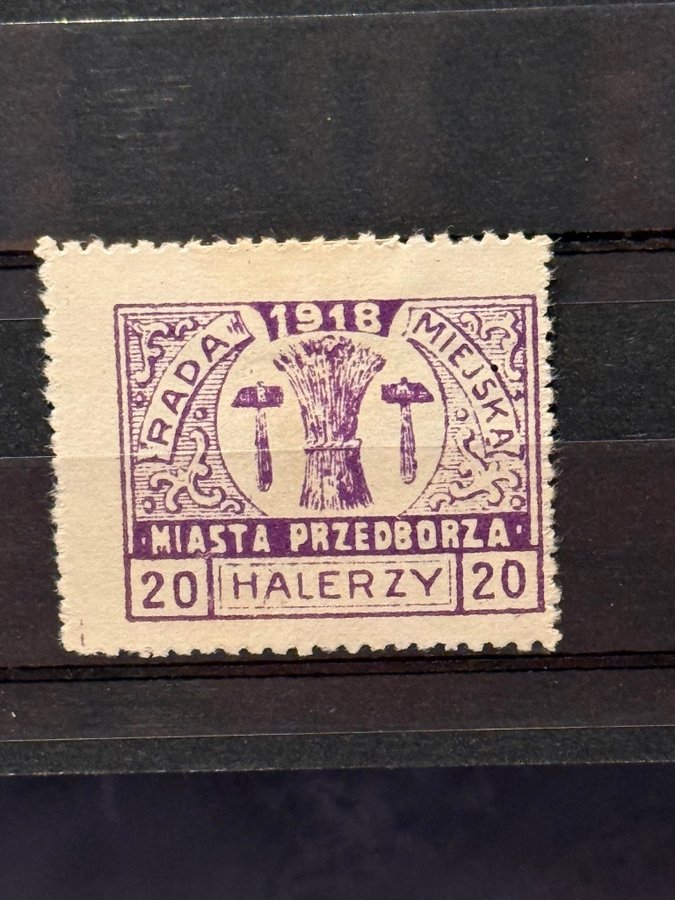 1918
RADA MIEJSKA
·MIASTA PRZEDBORZA·
20 HALERZY 20